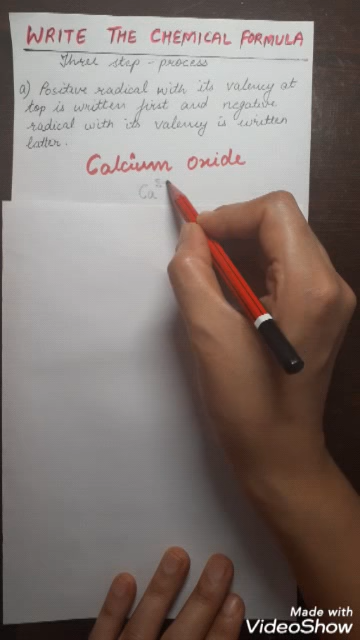 WRITE THE CHEMICAL FORMULA
Three step-process
a) Positive radical with its valency at
top is written first and negative
radical with its valency is written
latter.
Calcium oxide
Ca²
Made with
VideoShow